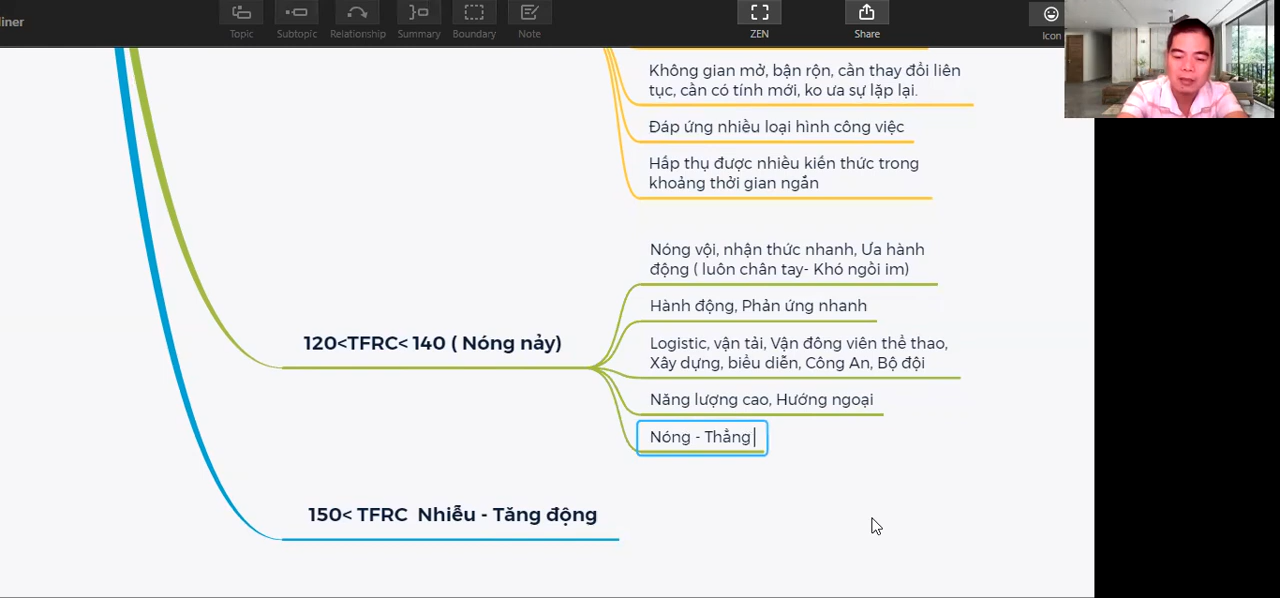 liner
Topic
Subtopic
Relationship
Summary
Boundary
Note
ZEN
Share
Icon
Không gian mở, bận rộn, cần thay đổi liên
tục, cần có tính mới, ko ưa sự lặp lại.
Đáp ứng nhiều loại hình công việc
Hấp thụ được nhiều kiến thức trong
khoảng thời gian ngắn
Nóng vội, nhận thức nhanh, Ưa hành
động ( luôn chân tay- Khó ngồi im)
Hành động, Phản ứng nhanh
120<TFRC< 140 ( Nóng nảy)
Logistic, vận tải, Vận đông viên thể thao,
Xây dựng, biểu diễn, Công An, Bộ đội
Năng lượng cao, Hướng ngoại
Nóng - Thẳng
150< TFRC  Nhiễu - Tăng động